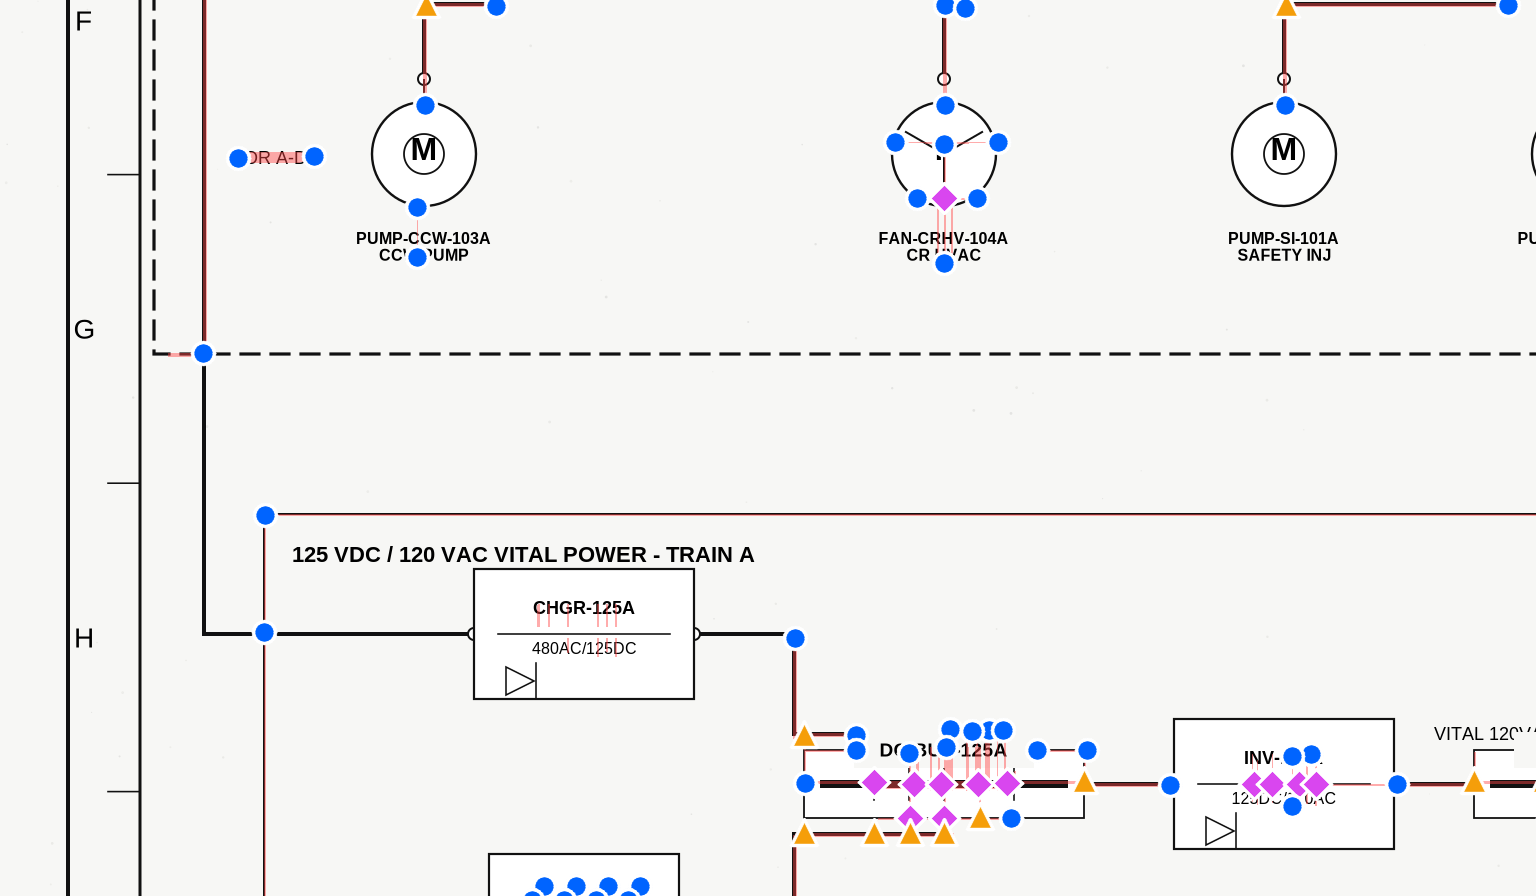 F
M
M
PUMP-CCW-103A
FAN-CRHV-104A
PUMP-SI-101A
SAFETY INJ
G
125 VDC / 120 VAC VITAL POWER - TRAIN A
CHGR-125A
480AC/125DC
H
VITAL